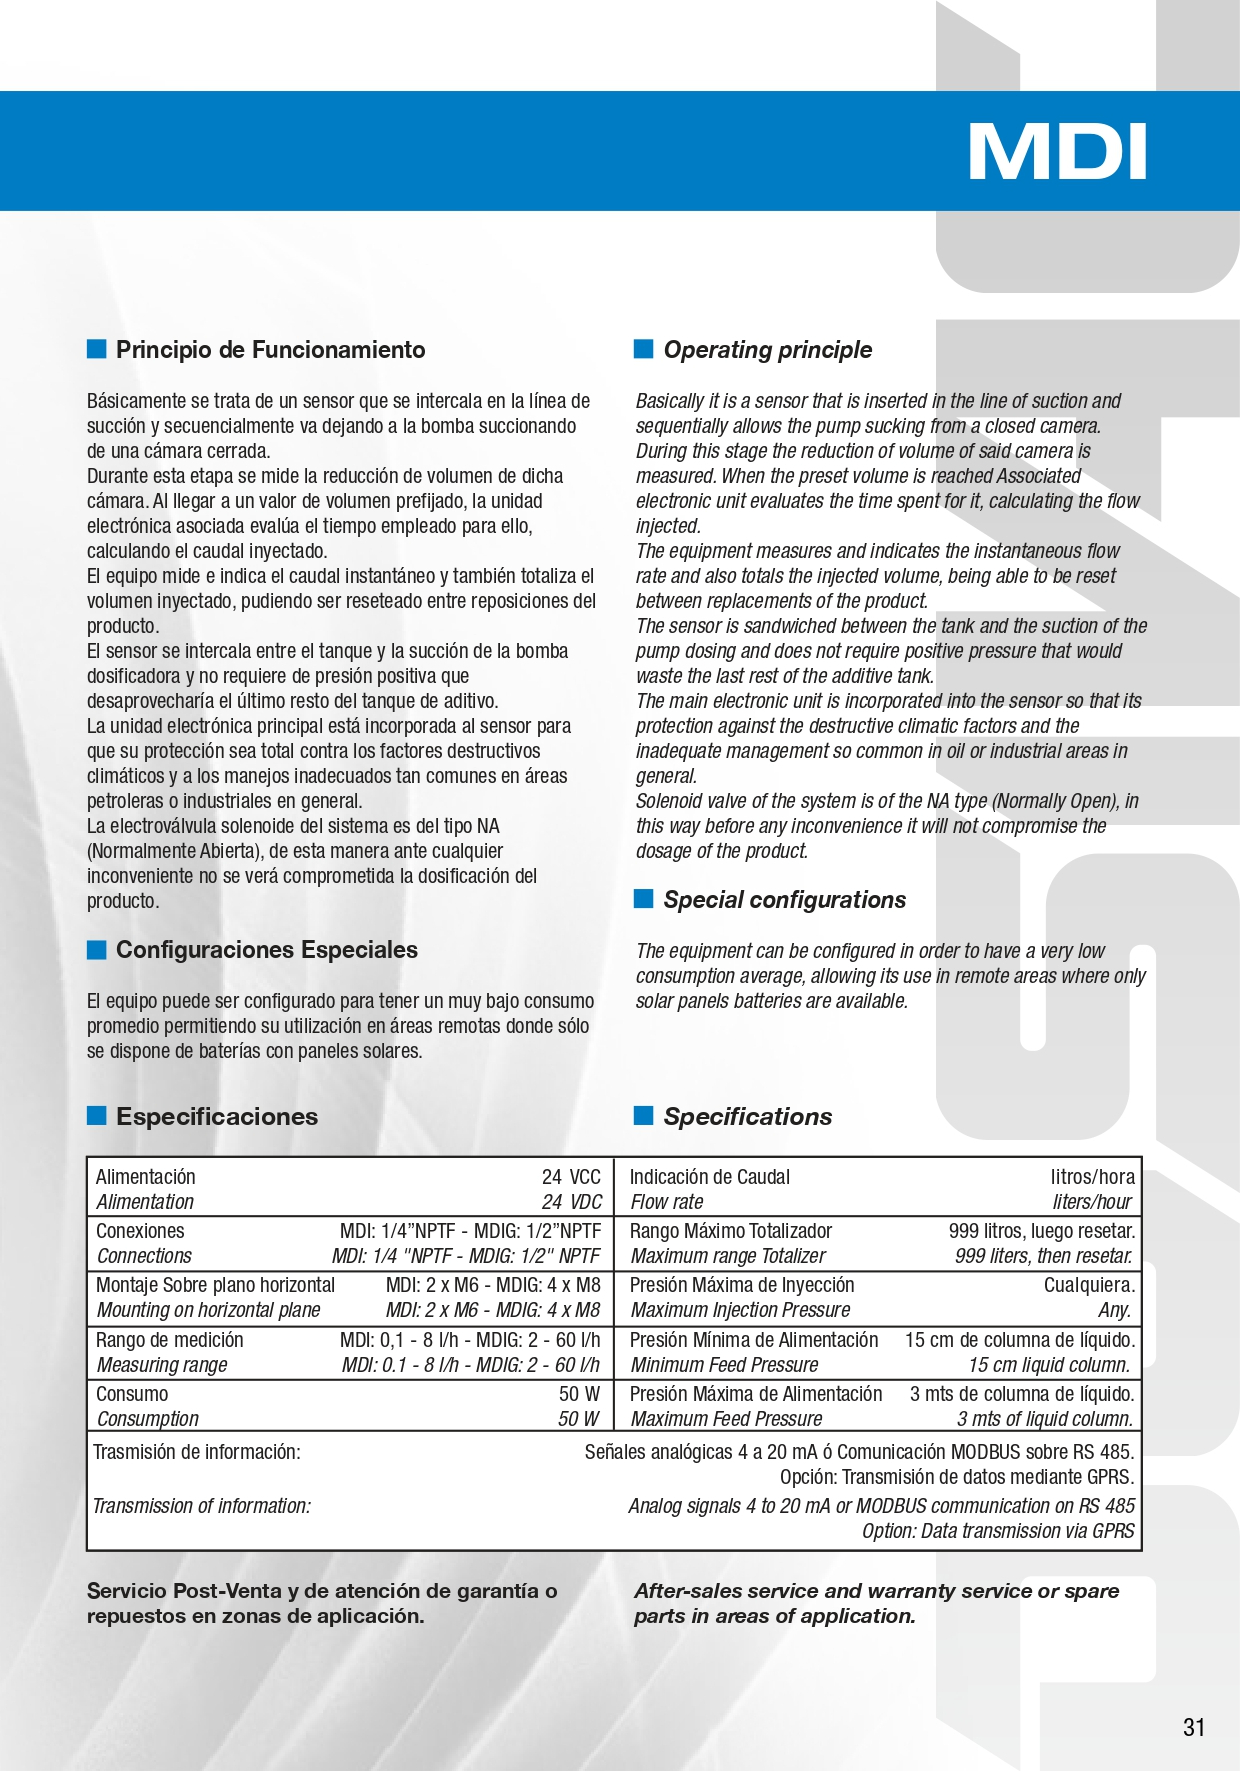 MDI
Principio de Funcionamiento
Básicamente se trata de un sensor que se intercala en la línea de
succión y secuencialmente va dejando a la bomba succionando
de una cámara cerrada.
Durante esta etapa se mide la reducción de volumen de dicha
cámara. Al llegar a un valor de volumen prefijado, la unidad
electrónica asociada evalúa el tiempo empleado para ello,
calculando el caudal inyectado.
El equipo mide e indica el caudal instantáneo y también totaliza el
volumen inyectado, pudiendo ser reseteado entre reposiciones del
producto.
El sensor se intercala entre el tanque y la succión de la bomba
dosificadora y no requiere de presión positiva que
desaprovecharía el último resto del tanque de aditivo.
La unidad electrónica principal está incorporada al sensor para
que su protección sea total contra los factores destructivos
climáticos y a los manejos inadecuados tan comunes en áreas
petroleras o industriales en general.
La electroválvula solenoide del sistema es del tipo NA
(Normalmente Abierta), de esta manera ante cualquier
inconveniente no se verá comprometida la dosificación del
producto.
Configuraciones Especiales
El equipo puede ser configurado para tener un muy bajo consumo
promedio permitiendo su utilización en áreas remotas donde sólo
se dispone de baterías con paneles solares.
Operating principle
Basically it is a sensor that is inserted in the line of suction and
sequentially allows the pump sucking from a closed camera.
During this stage the reduction of volume of said camera is
measured. When the preset volume is reached Associated
electronic unit evaluates the time spent for it, calculating the flow
injected.
The equipment measures and indicates the instantaneous flow
rate and also totals the injected volume, being able to be reset
between replacements of the product.
The sensor is sandwiched between the tank and the suction of the
pump dosing and does not require positive pressure that would
waste the last rest of the additive tank.
The main electronic unit is incorporated into the sensor so that its
protection against the destructive climatic factors and the
inadequate management so common in oil or industrial areas in
general.
Solenoid valve of the system is of the NA type (Normally Open), in
this way before any inconvenience it will not compromise the
dosage of the product.
Special configurations
The equipment can be configured in order to have a very low
consumption average, allowing its use in remote areas where only
solar panels batteries are available.
Especificaciones
Specifications
Alimentación 24 VCC
Alimentation 24 VDC
Conexiones MDI: 1/4”NPTF - MDIG: 1/2”NPTF
Connections MDI: 1/4 "NPTF - MDIG: 1/2" NPTF
Montaje Sobre plano horizontal MDI: 2 x M6 - MDIG: 4 x M8
Mounting on horizontal plane MDI: 2 x M6 - MDIG: 4 x M8
Rango de medición MDI: 0,1 - 8 l/h - MDIG: 2 - 60 l/h
Measuring range MDI: 0.1 - 8 l/h - MDIG: 2 - 60 l/h
Consumo 50 W
Consumption 50 W
Indicación de Caudal litros/hora
Flow rate liters/hour
Rango Máximo Totalizador 999 litros, luego resetar.
Maximum range Totalizer 999 liters, then resetar.
Presión Máxima de Inyección Cualquiera.
Maximum Injection Pressure Any.
Presión Mínima de Alimentación 15 cm de columna de líquido.
Minimum Feed Pressure 15 cm liquid column.
Presión Máxima de Alimentación 3 mts de columna de líquido.
Maximum Feed Pressure 3 mts of liquid column.
Trasmisión de información: Señales analógicas 4 a 20 mA ó Comunicación MODBUS sobre RS 485.
Opción: Transmisión de datos mediante GPRS.
Transmission of information: Analog signals 4 to 20 mA or MODBUS communication on RS 485
Option: Data transmission via GPRS
Servicio Post-Venta y de atención de garantía o
repuestos en zonas de aplicación.
After-sales service and warranty service or spare
parts in areas of application.
31